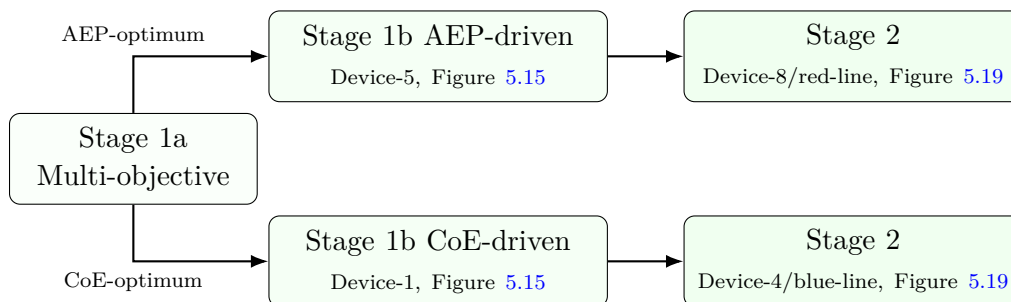 AEP-optimum
Stage 1b AEP-driven
Device-5, Figure 5.15
Stage 2
Device-8/red-line, Figure 5.19
Stage 1a
Multi-objective
CoE-optimum
Stage 1b CoE-driven
Device-1, Figure 5.15
Stage 2
Device-4/blue-line, Figure 5.19